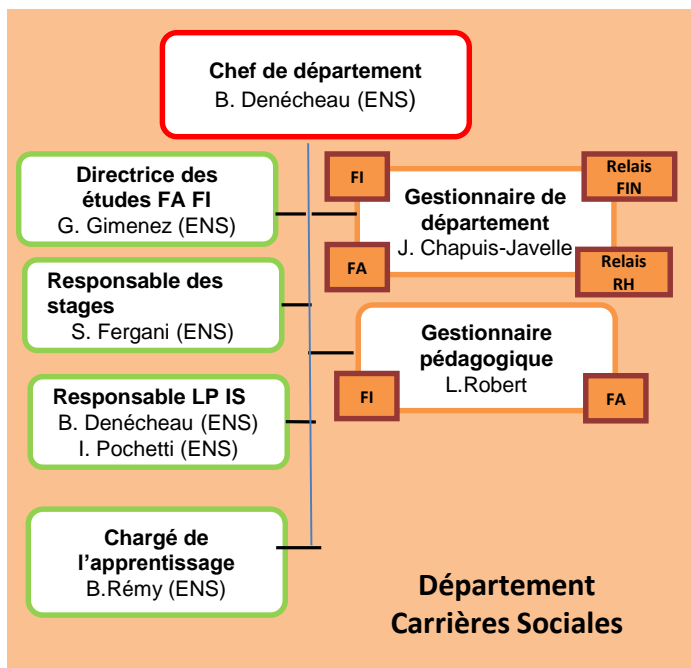 Chef de département
B. Denécheau (ENS)
Directrice des
études FA FI
G. Gimenez (ENS)
FI
Relais
FIN
Gestionnaire de
département
J. Chapuis-Javelle
FA
Relais
RH
Responsable des
stages
S. Fergani (ENS)
Gestionnaire
pédagogique
L.Robert
FI
FA
Responsable LP IS
B. Denécheau (ENS)
I. Pochetti (ENS)
Chargé de
l'apprentissage
B.Rémy (ENS)
Département
Carrières Sociales